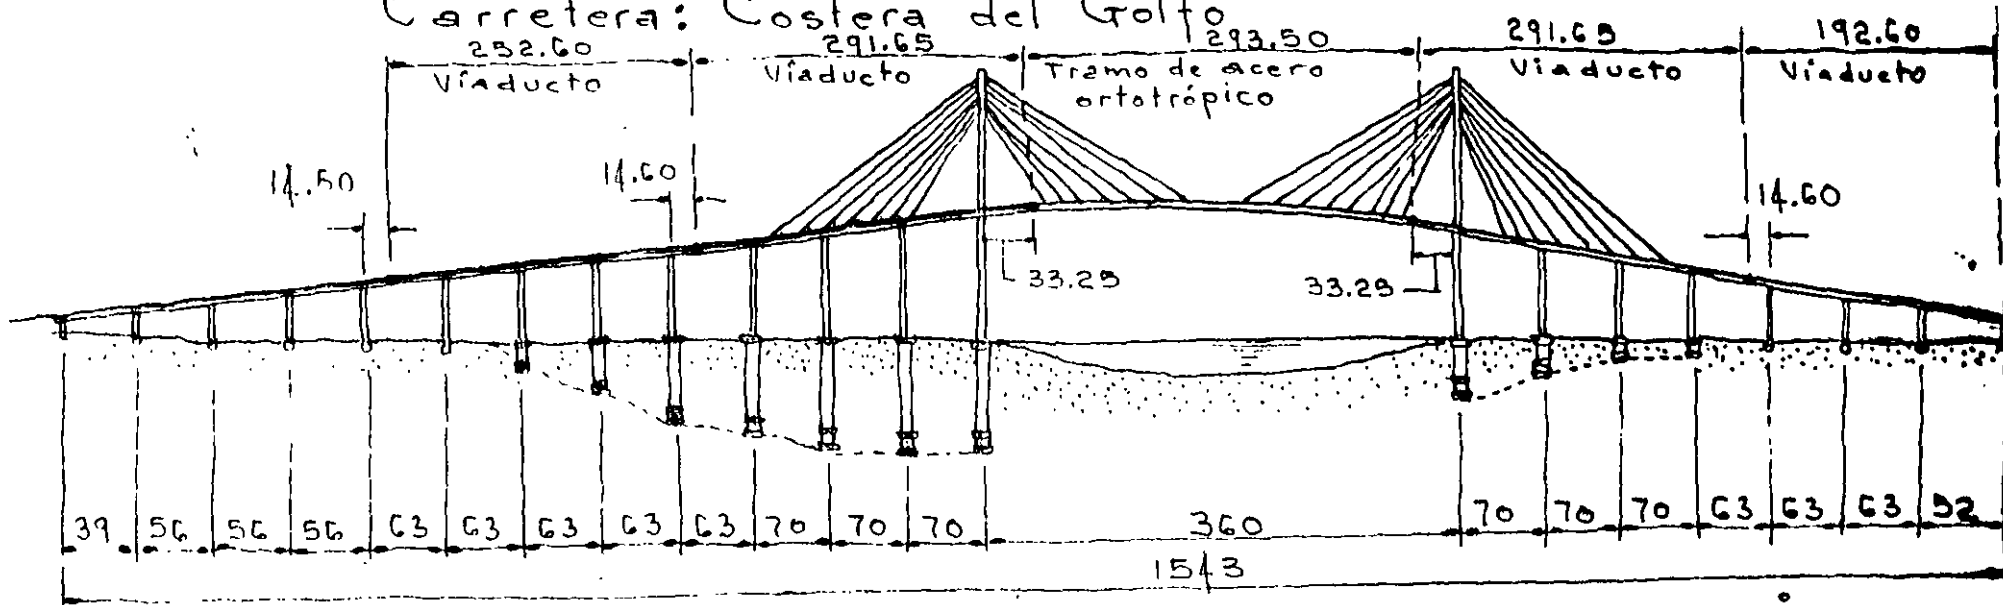 Carretera: Costera del Golfo
252.60 291.65 293.50 291.65 192.60
Viaducto Viaducto Tramo de acero Viaducto Viaducto
ortotrópico
14.50 14.60 14.60
33.25 33.25
39 56 56 56 63 63 63 63 63 70 70 70 360 70 70 70 63 63 63 52
1543